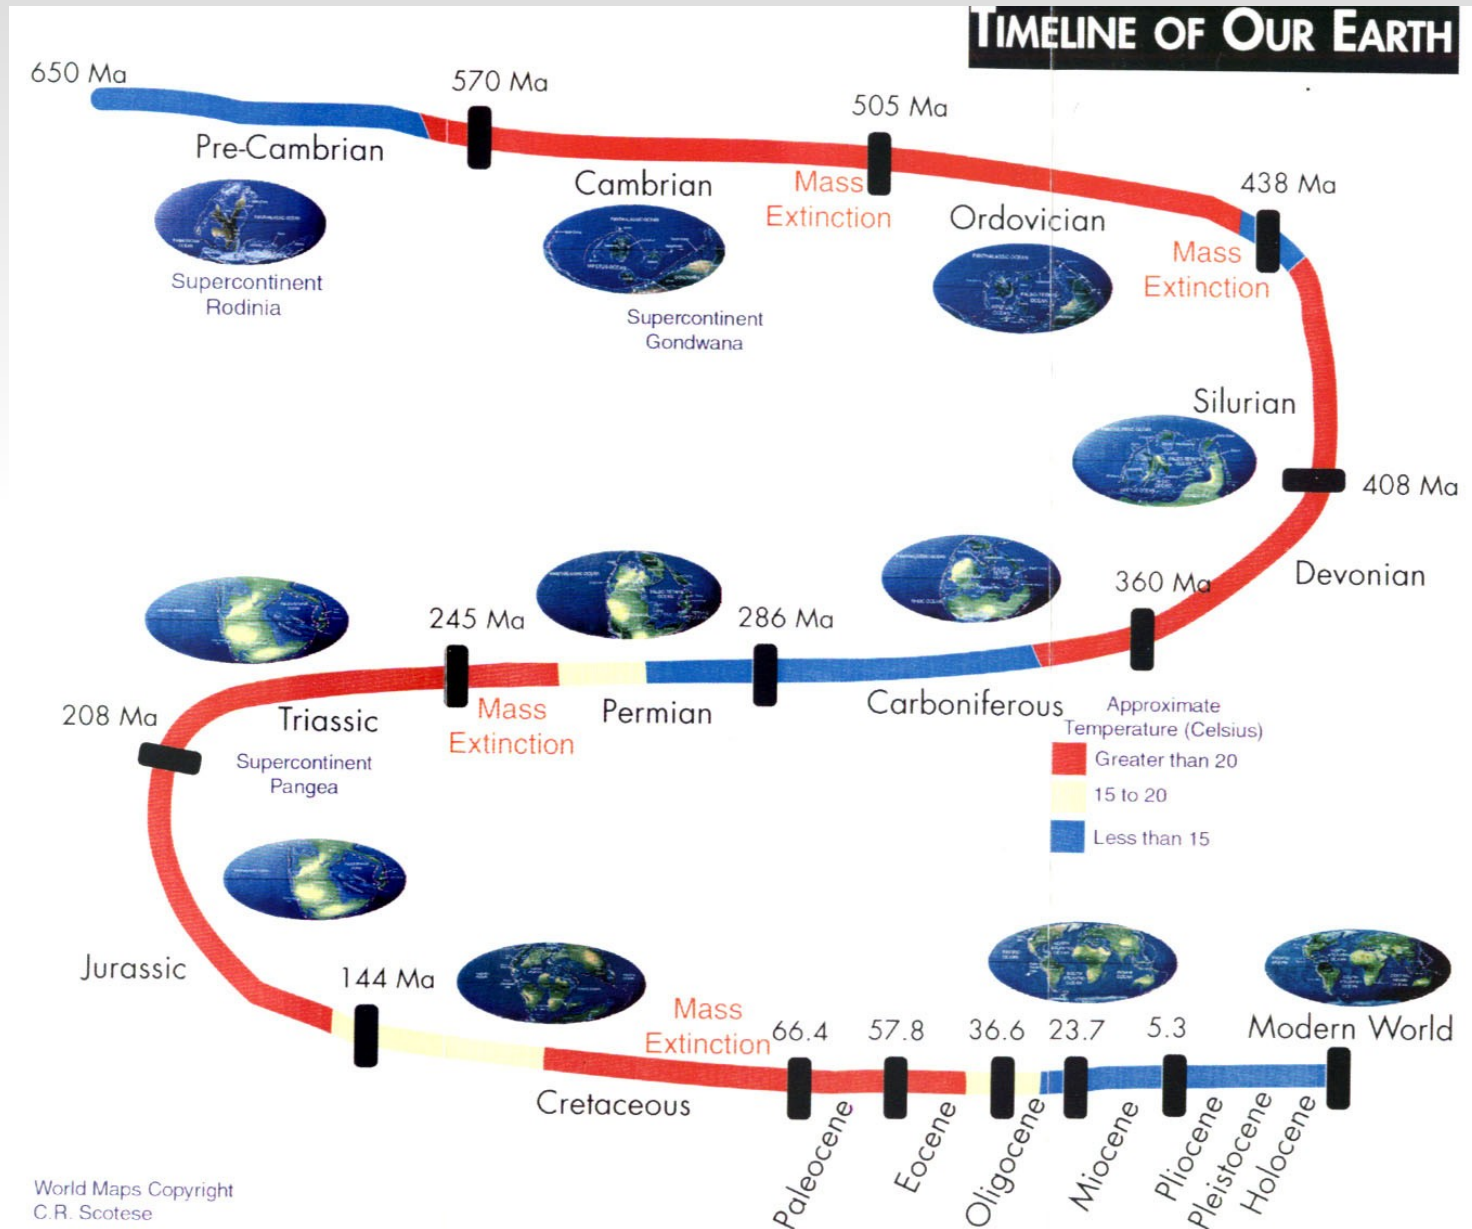 TIMELINE OF OUR EARTH
650 Ma
570 Ma
505 Ma
438 Ma
Pre-Cambrian
Cambrian
Mass
Extinction
Ordovician
Mass
Extinction
Supercontinent
Rodinia
Supercontinent
Gondwana
Silurian
408 Ma
Devonian
360 Ma
286 Ma
245 Ma
208 Ma
Triassic
Mass
Extinction
Permian
Carboniferous
Supercontinent
Pangea
Approximate
Temperature (Celsius)
Greater than 20
15 to 20
Less than 15
Jurassic
144 Ma
Mass
Extinction
66.4
57.8
36.6
23.7
5.3
Modern World
Cretaceous
Paleocene
Eocene
Oligocene
Miocene
Pliocene
Pleistocene
Holocene
World Maps Copyright
C.R. Scotese